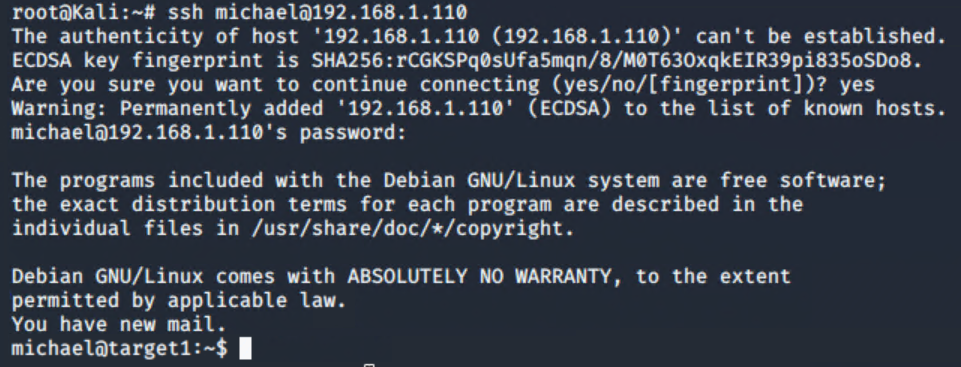 root@Kali:~# ssh michael@192.168.1.110
The authenticity of host '192.168.1.110 (192.168.1.110)' can't be established.
ECDSA key fingerprint is SHA256:rCGKSPq0sUfa5mqn/8/M0T63OxqkEIR39pi835oSDo8.
Are you sure you want to continue connecting (yes/no/[fingerprint])? yes
Warning: Permanently added '192.168.1.110' (ECDSA) to the list of known hosts.
michael@192.168.1.110's password:
The programs included with the Debian GNU/Linux system are free software;
the exact distribution terms for each program are described in the
individual files in /usr/share/doc/*/copyright.
Debian GNU/Linux comes with ABSOLUTELY NO WARRANTY, to the extent
permitted by applicable law.
You have new mail.
michael@target1:~$